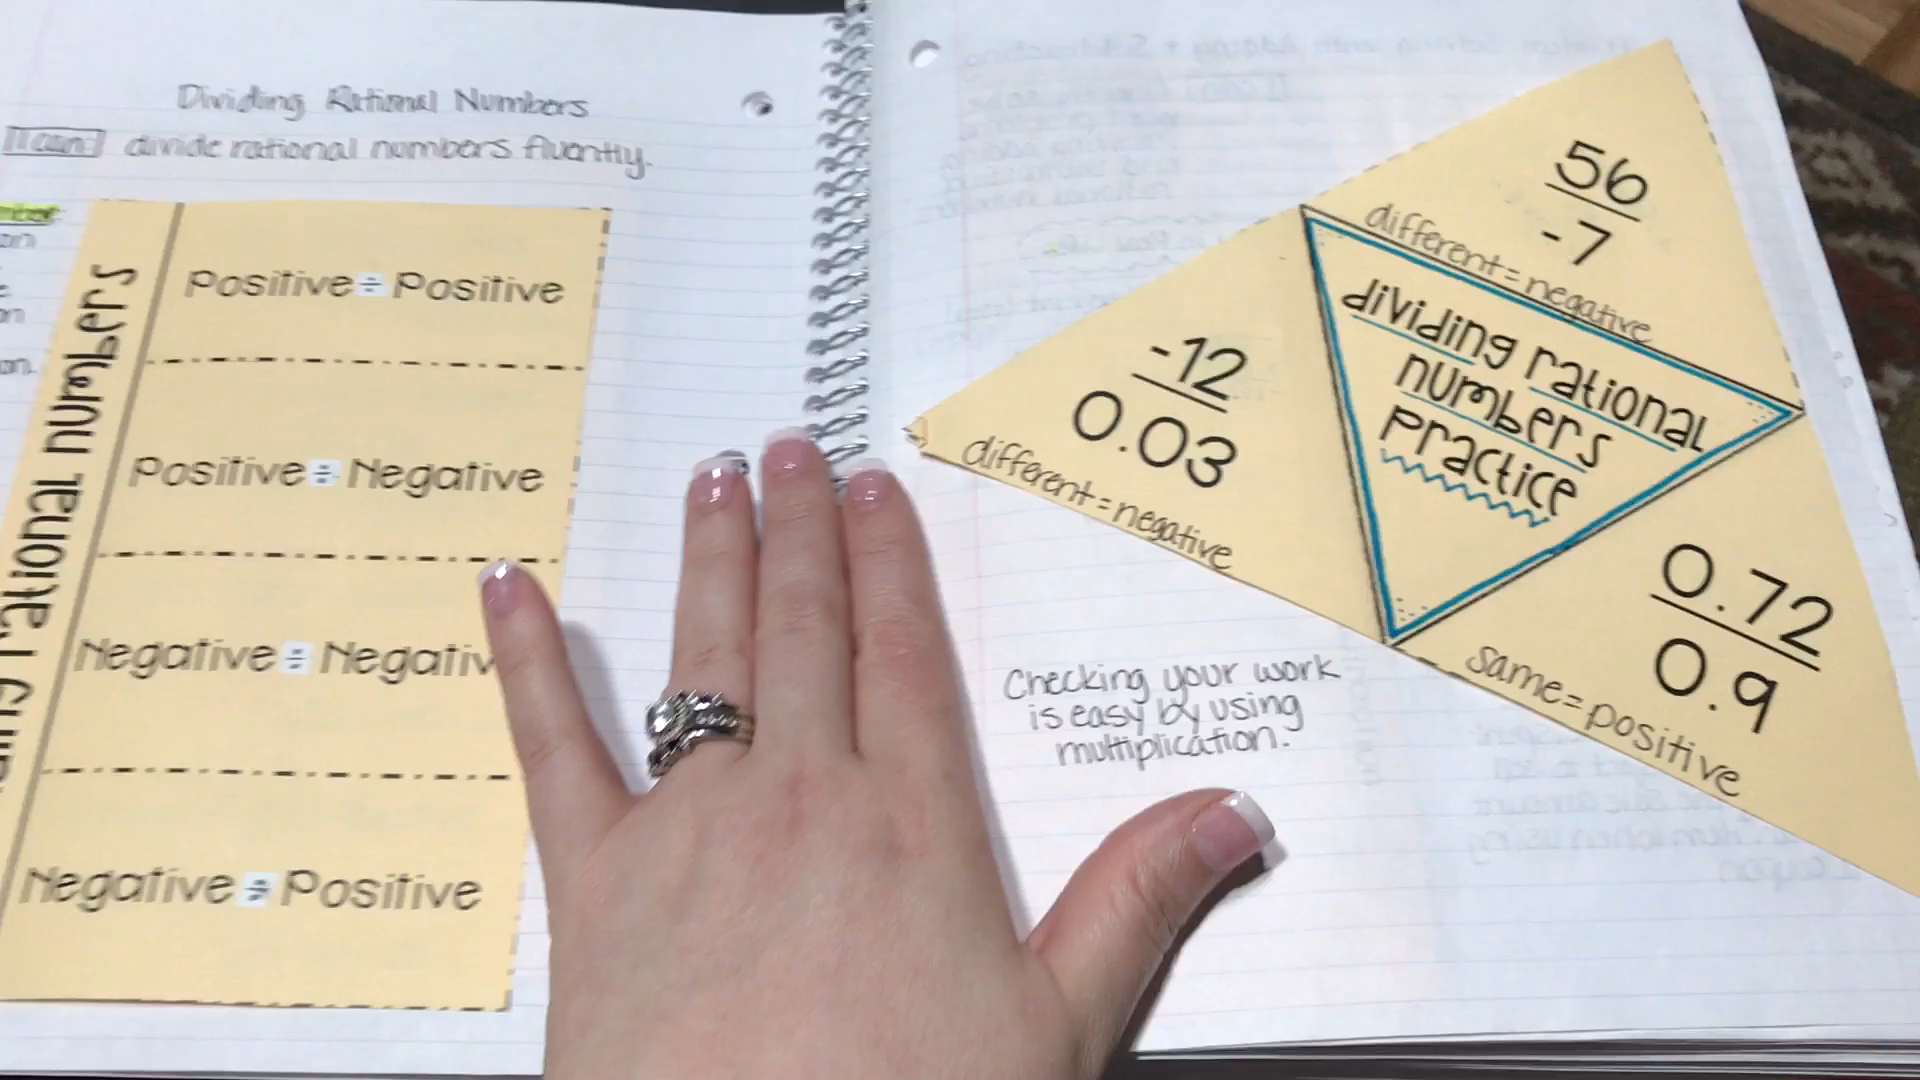 Dividing Rational Numbers
I can divide rational numbers fluently.
rational numbers
Positive ÷ Positive
Positive ÷ Negative
Negative ÷ Negativ
Negative ÷ Positive
56
-7
different = negative
dividing rational
numbers
practice
-12
0.03
different = negative
0.72
0.9
same = positive
Checking your work
is easy by using
multiplication.